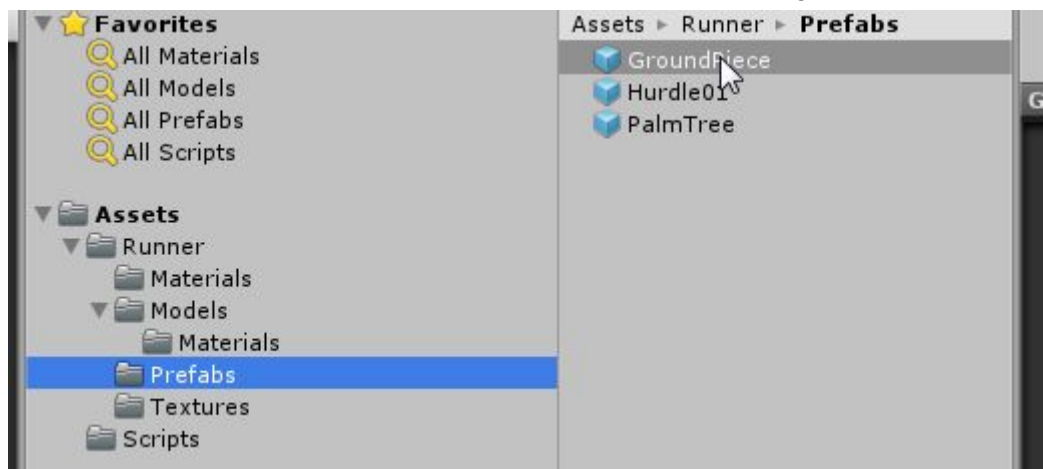 Favorites
All Materials
All Models
All Prefabs
All Scripts
Assets
Runner
Materials
Models
Materials
Prefabs
Textures
Scripts
Assets ▸ Runner ▸ Prefabs
GroundPiece
Hurdle01
PalmTree
G